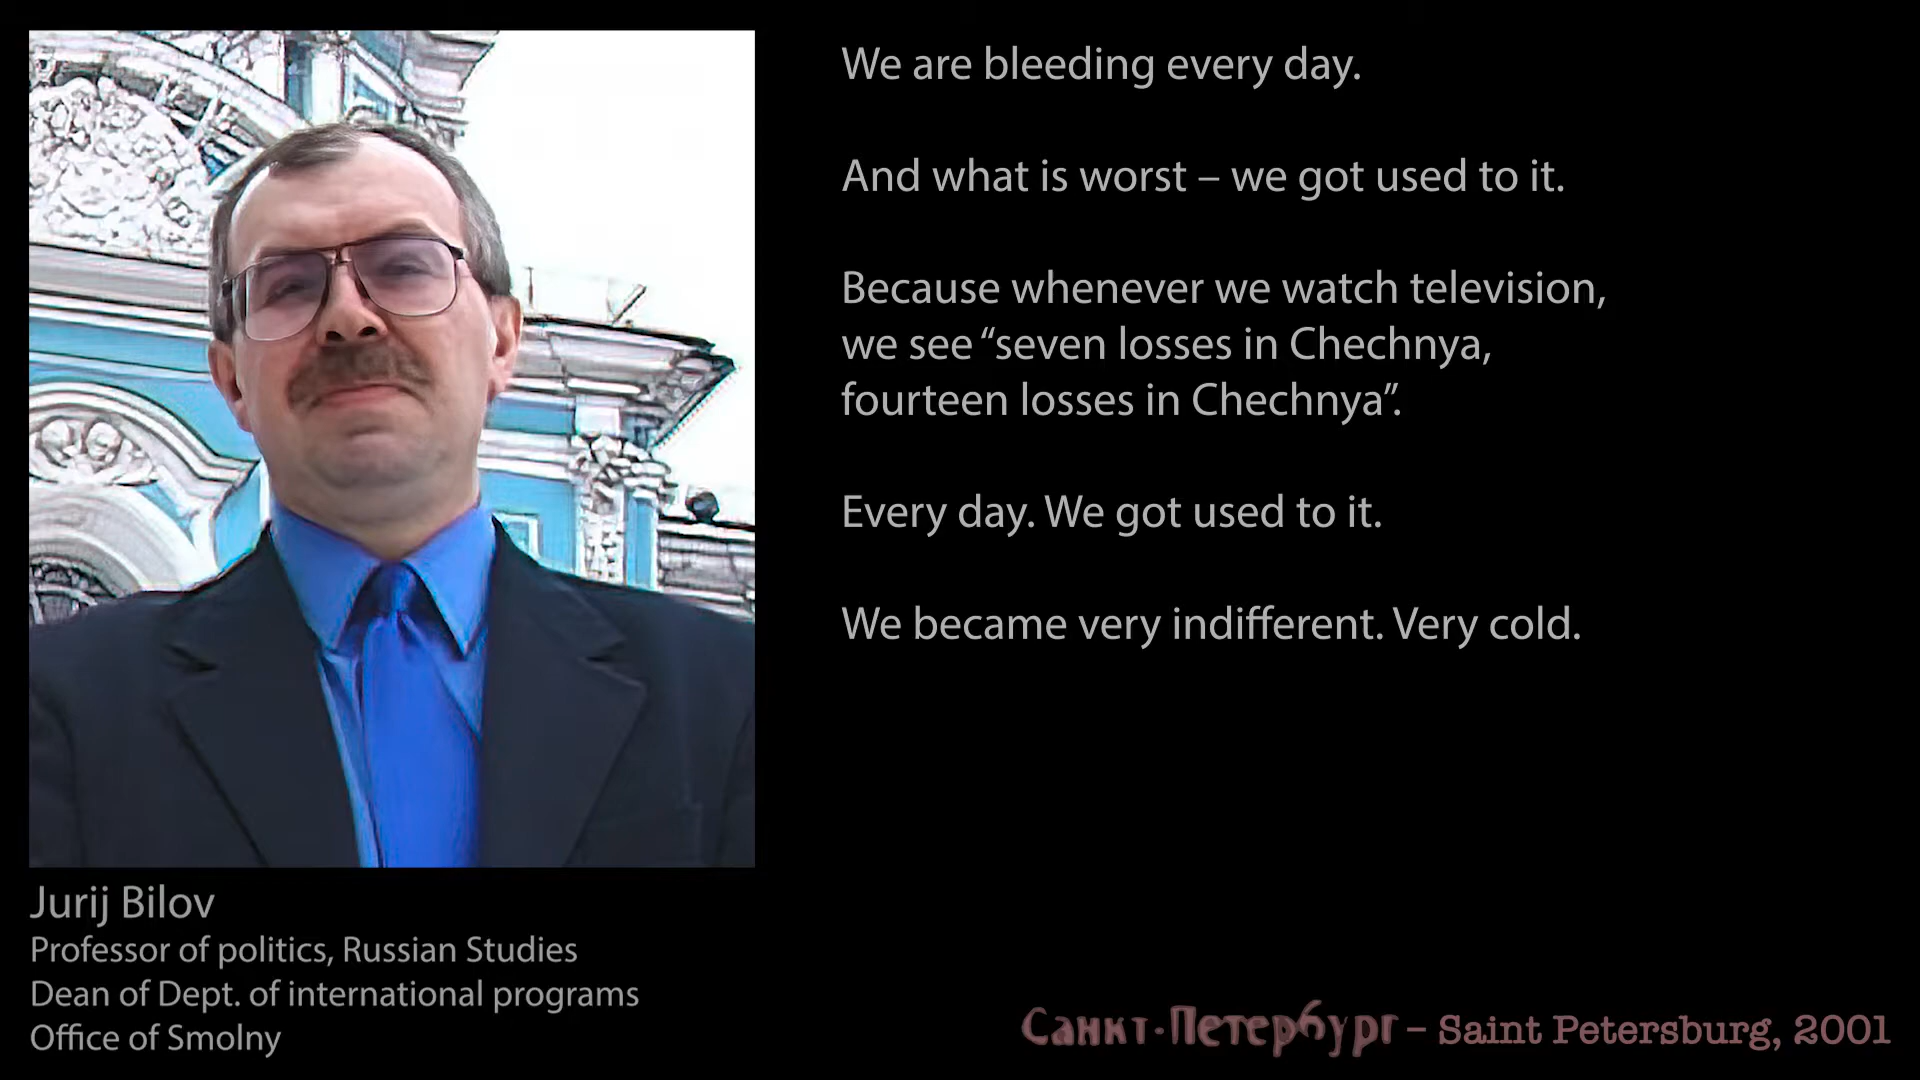 We are bleeding every day.
And what is worst – we got used to it.
Because whenever we watch television,
we see “seven losses in Chechnya,
fourteen losses in Chechnya”.
Every day. We got used to it.
We became very indifferent. Very cold.
Jurij Bilov
Professor of politics, Russian Studies
Dean of Dept. of international programs
Office of Smolny
Санкт-Петербург – Saint Petersburg, 2001